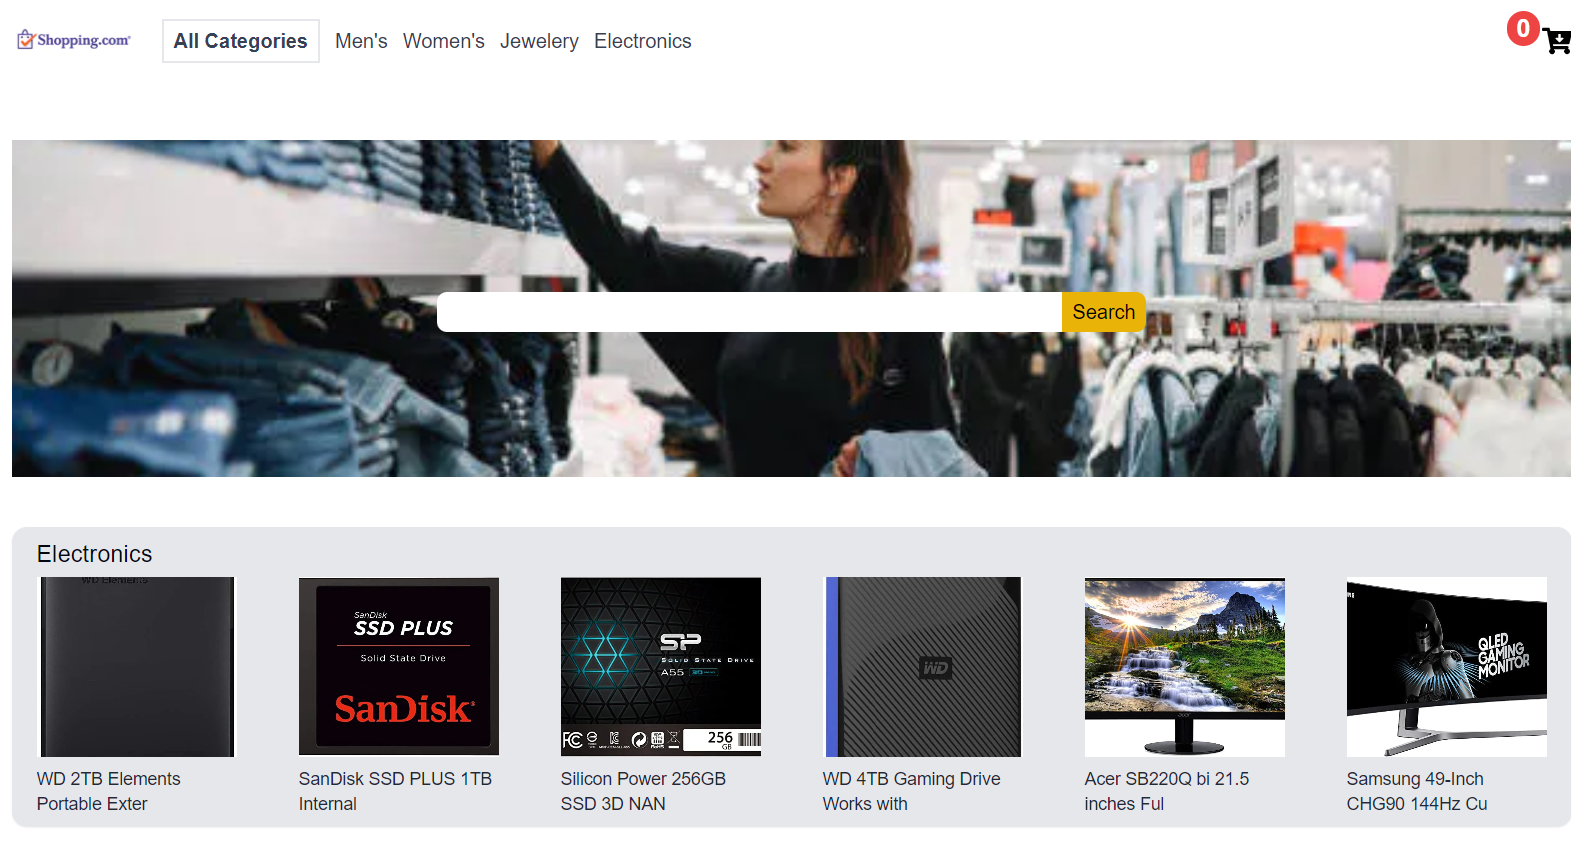 Shopping.com
All Categories
Men's
Women's
Jewelery
Electronics
0
Search
Electronics
WD Elements
SanDisk
SSD PLUS
Solid State Drive
SanDisk
SP
SOLID STATE DRIVE
A55
256
GB
WD
acer
QLED
GAMING
MONITOR
WD 2TB Elements
Portable Exter
SanDisk SSD PLUS 1TB
Internal
Silicon Power 256GB
SSD 3D NAN
WD 4TB Gaming Drive
Works with
Acer SB220Q bi 21.5
inches Ful
Samsung 49-Inch
CHG90 144Hz Cu